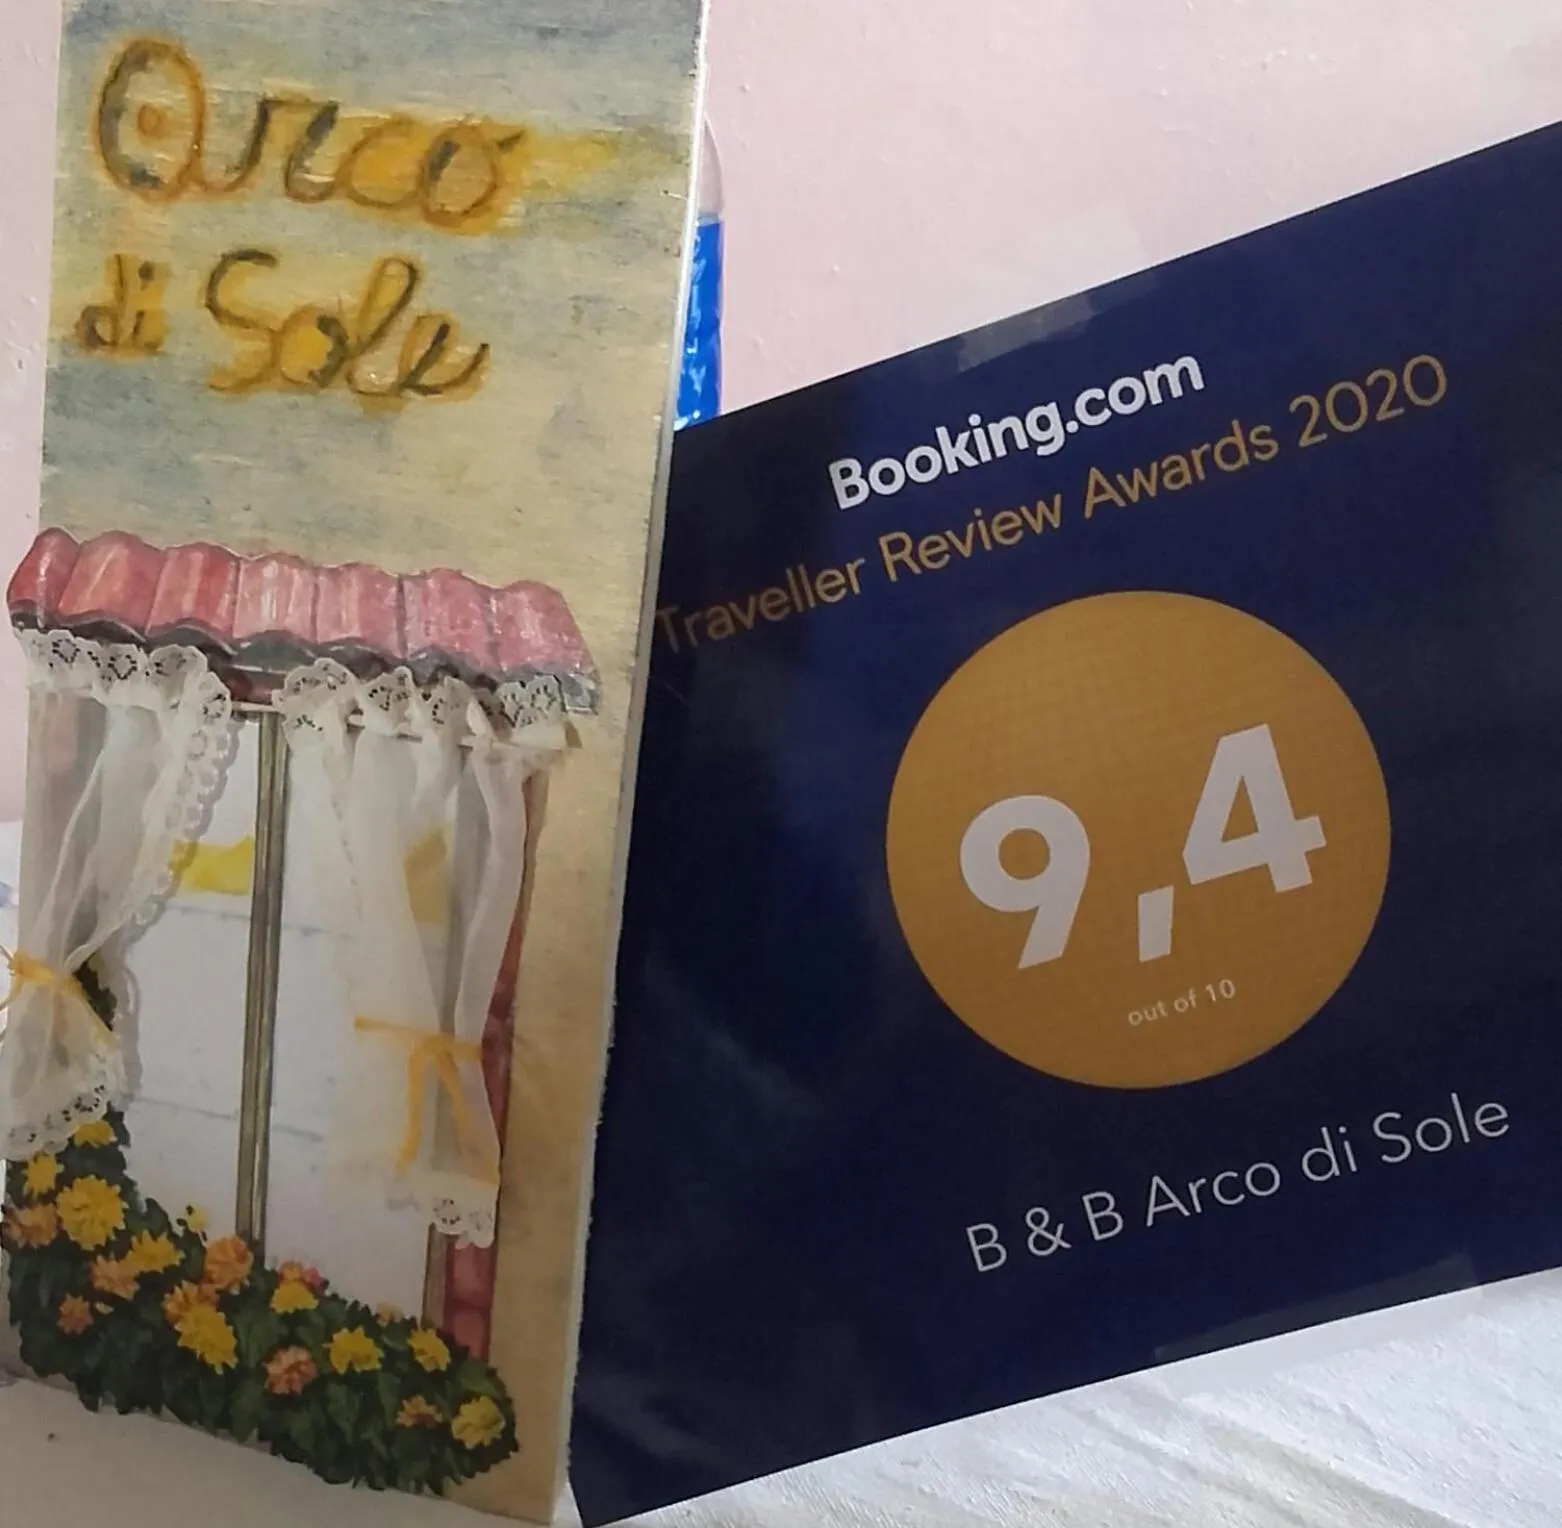 Arco
di Sole
Booking.com
Traveller Review Awards 2020
9,4
out of 10
B & B Arco di Sole